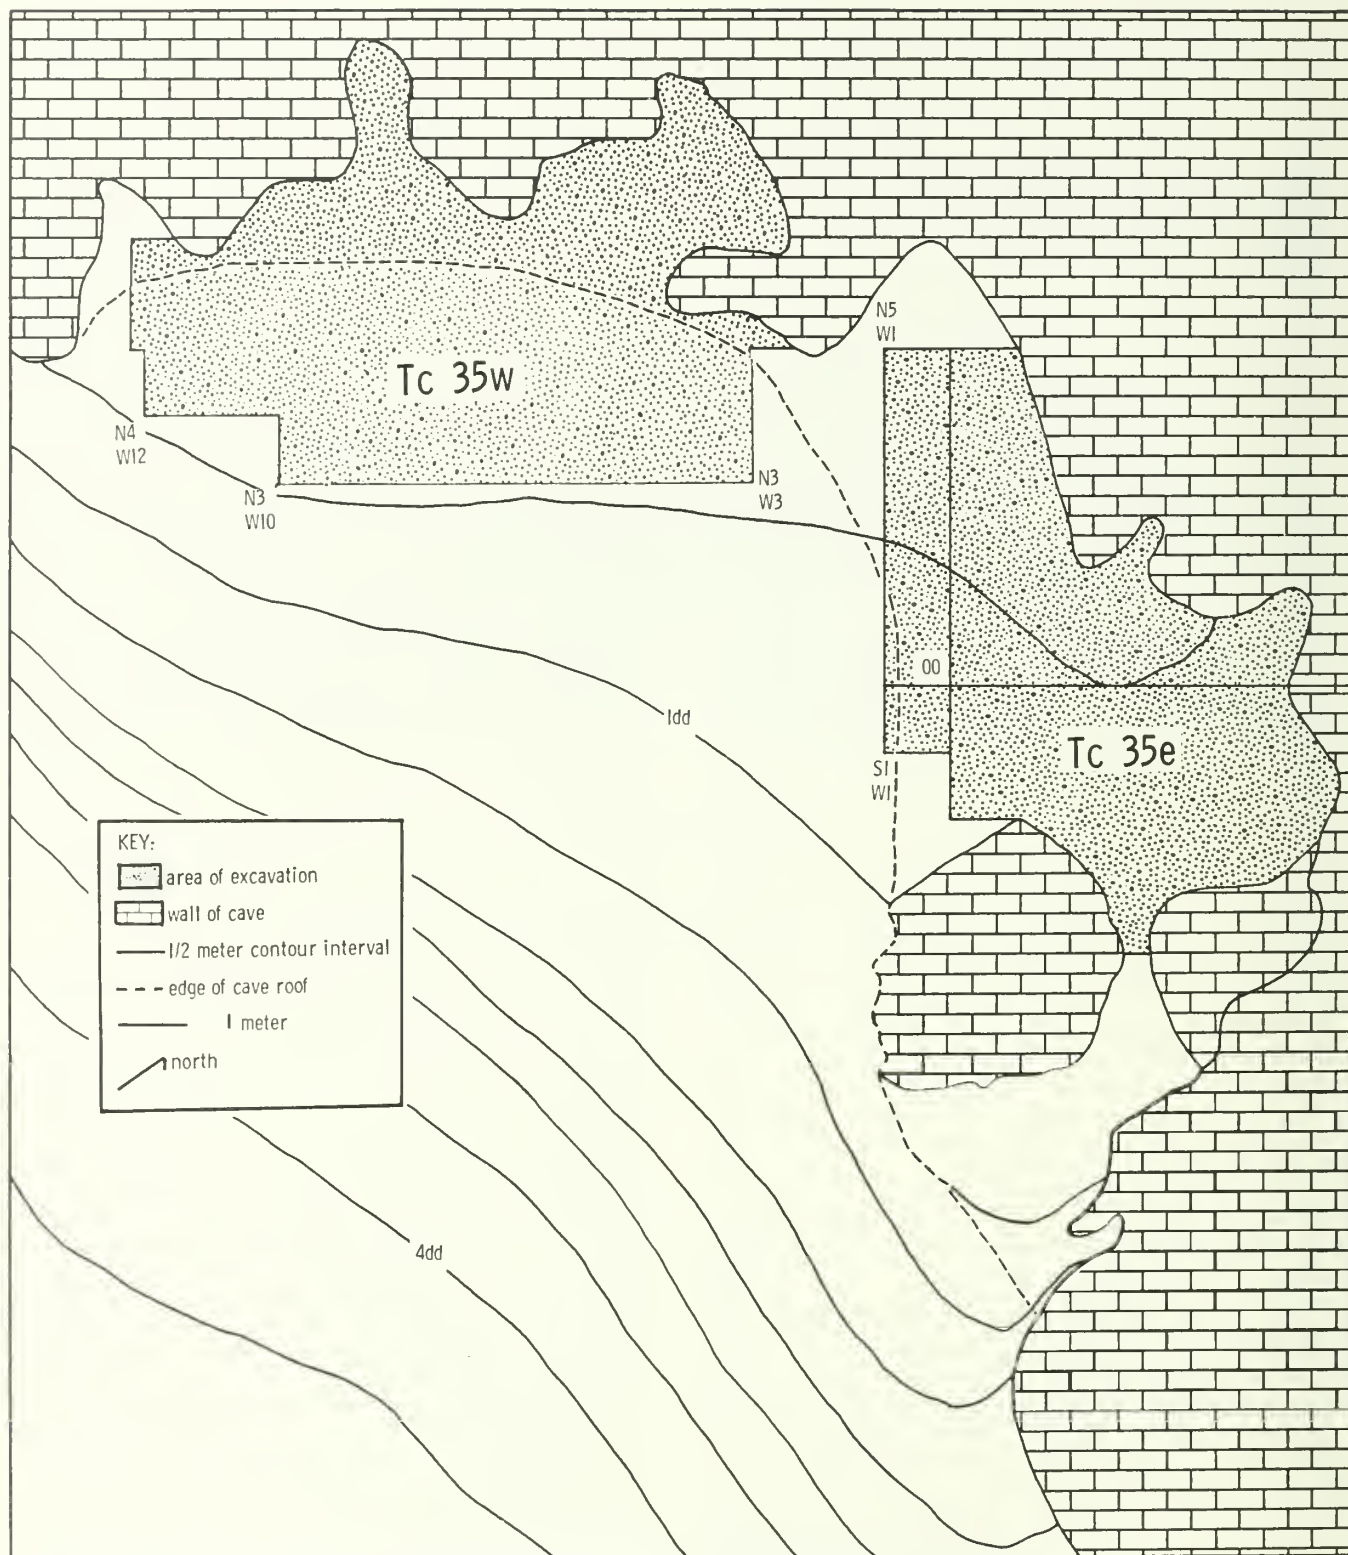 N5
W1
Tc 35w
N4
W12
N3
W10
N3
W3
00
1dd
Tc 35e
S1
W1
KEY:
area of excavation
wall of cave
1/2 meter contour interval
edge of cave roof
1 meter
north
4dd